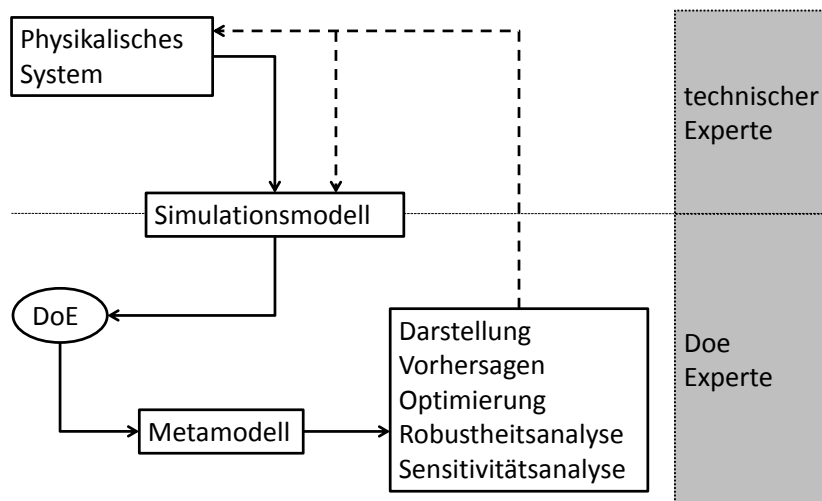 Physikalisches
System
technischer
Experte
Simulationsmodell
DoE
Darstellung
Vorhersagen
Optimierung
Robustheitsanalyse
Sensitivitätsanalyse
Doe
Experte
Metamodell